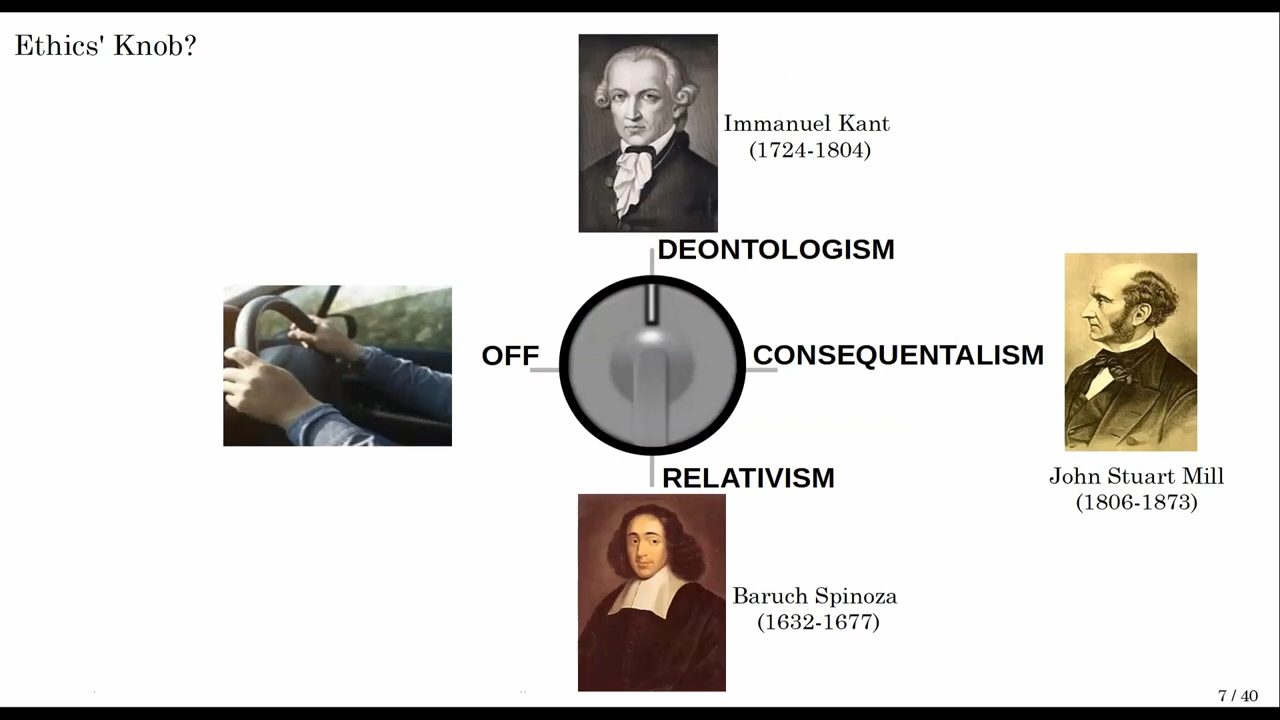 Ethics' Knob?
Immanuel Kant
(1724-1804)
DEONTOLOGISM
OFF
CONSEQUENTALISM
John Stuart Mill
(1806-1873)
RELATIVISM
Baruch Spinoza
(1632-1677)
7 / 40